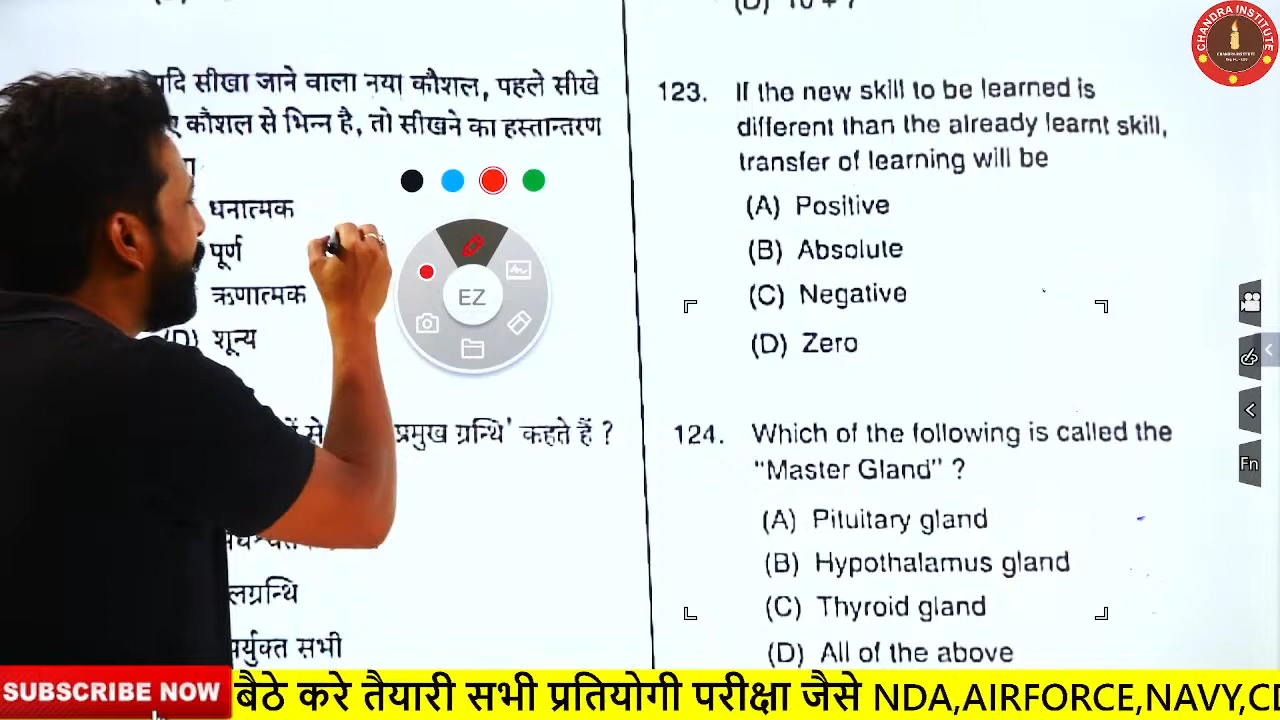 (D) 10 + 7
CHANDRA INSTITUTE
यदि सीखा जाने वाला नया कौशल, पहले सीखे
कौशल से भिन्न है, तो सीखने का हस्तान्तरण
धनात्मक
पूर्ण
ऋणात्मक
(D) शून्य
से
प्रमुख ग्रन्थि' कहते हैं ?
सभी
123. If the new skill to be learned is
different than the already learnt skill,
transfer of learning will be
(A) Positive
(B) Absolute
(C) Negative
(D) Zero
124. Which of the following is called the
"Master Gland" ?
(A) Pituitary gland
(B) Hypothalamus gland
(C) Thyroid gland
(D) All of the above
EZ
Fn
SUBSCRIBE NOW
बैठे करे तैयारी सभी प्रतियोगी परीक्षा जैसे NDA,AIRFORCE,NAVY,